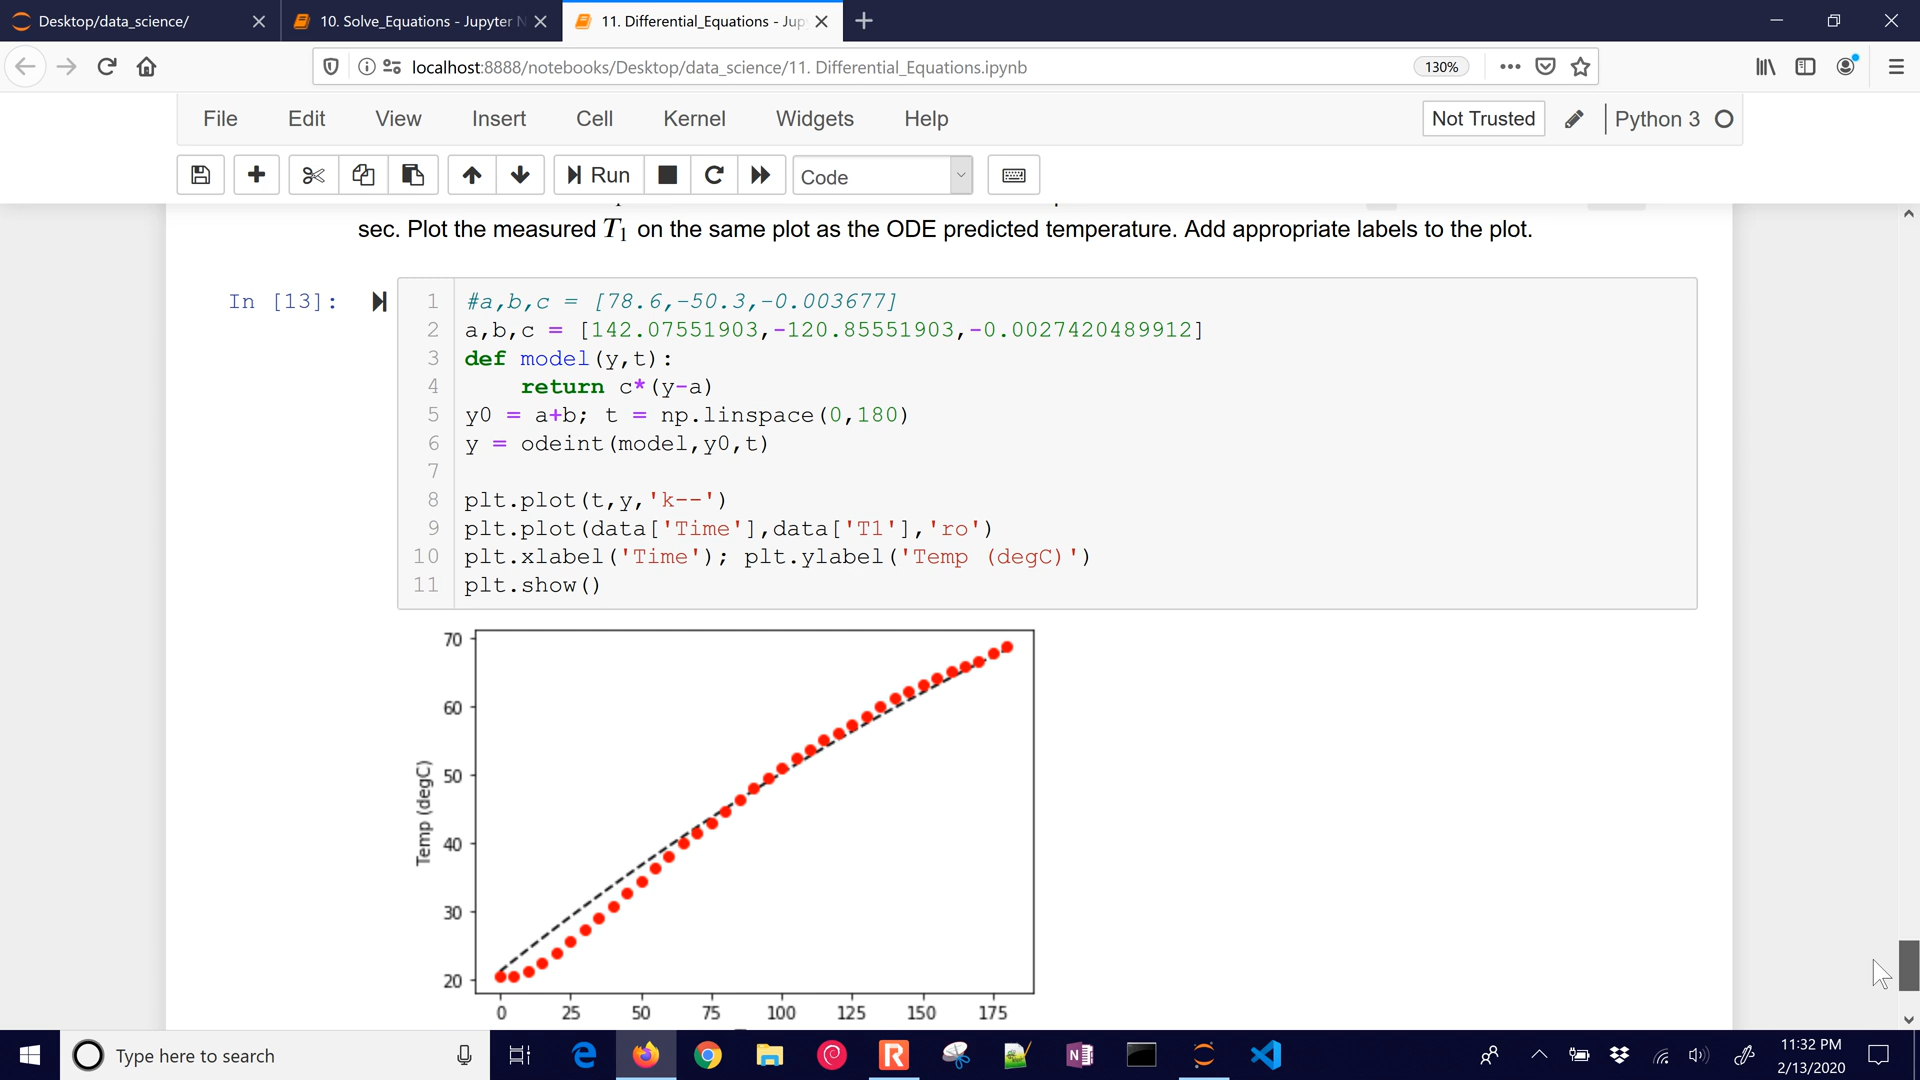 Desktop/data_science/
10. Solve_Equations - Jupyter N
11. Differential_Equations - Jup
localhost:8888/notebooks/Desktop/data_science/11. Differential_Equations.ipynb
130%
File Edit View Insert Cell Kernel Widgets Help
Not Trusted
Python 3
Run
Code
sec. Plot the measured T1 on the same plot as the ODE predicted temperature. Add appropriate labels to the plot.
In [13]:
1 #a,b,c = [78.6,-50.3,-0.003677]
2 a,b,c = [142.07551903,-120.85551903,-0.0027420489912]
3 def model(y,t):
4 return c*(y-a)
5 y0 = a+b; t = np.linspace(0,180)
6 y = odeint(model,y0,t)
7
8 plt.plot(t,y,'k--')
9 plt.plot(data['Time'],data['T1'],'ro')
10 plt.xlabel('Time'); plt.ylabel('Temp (degC)')
11 plt.show()
70
60
50
40
30
20
Temp (degC)
0 25 50 75 100 125 150 175
Type here to search
11:32 PM
2/13/2020